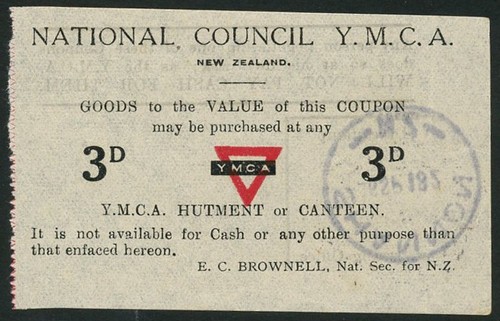 NATIONAL COUNCIL Y.M.C.A.
NEW ZEALAND.
GOODS to the VALUE of this COUPON
may be purchased at any
3D YMCA 3D
Y.M.C.A. HUTMENT or CANTEEN.
It is not available for Cash or any other purpose than
that enfaced hereon.
E. C. BROWNELL, Nat. Sec. for N.Z.